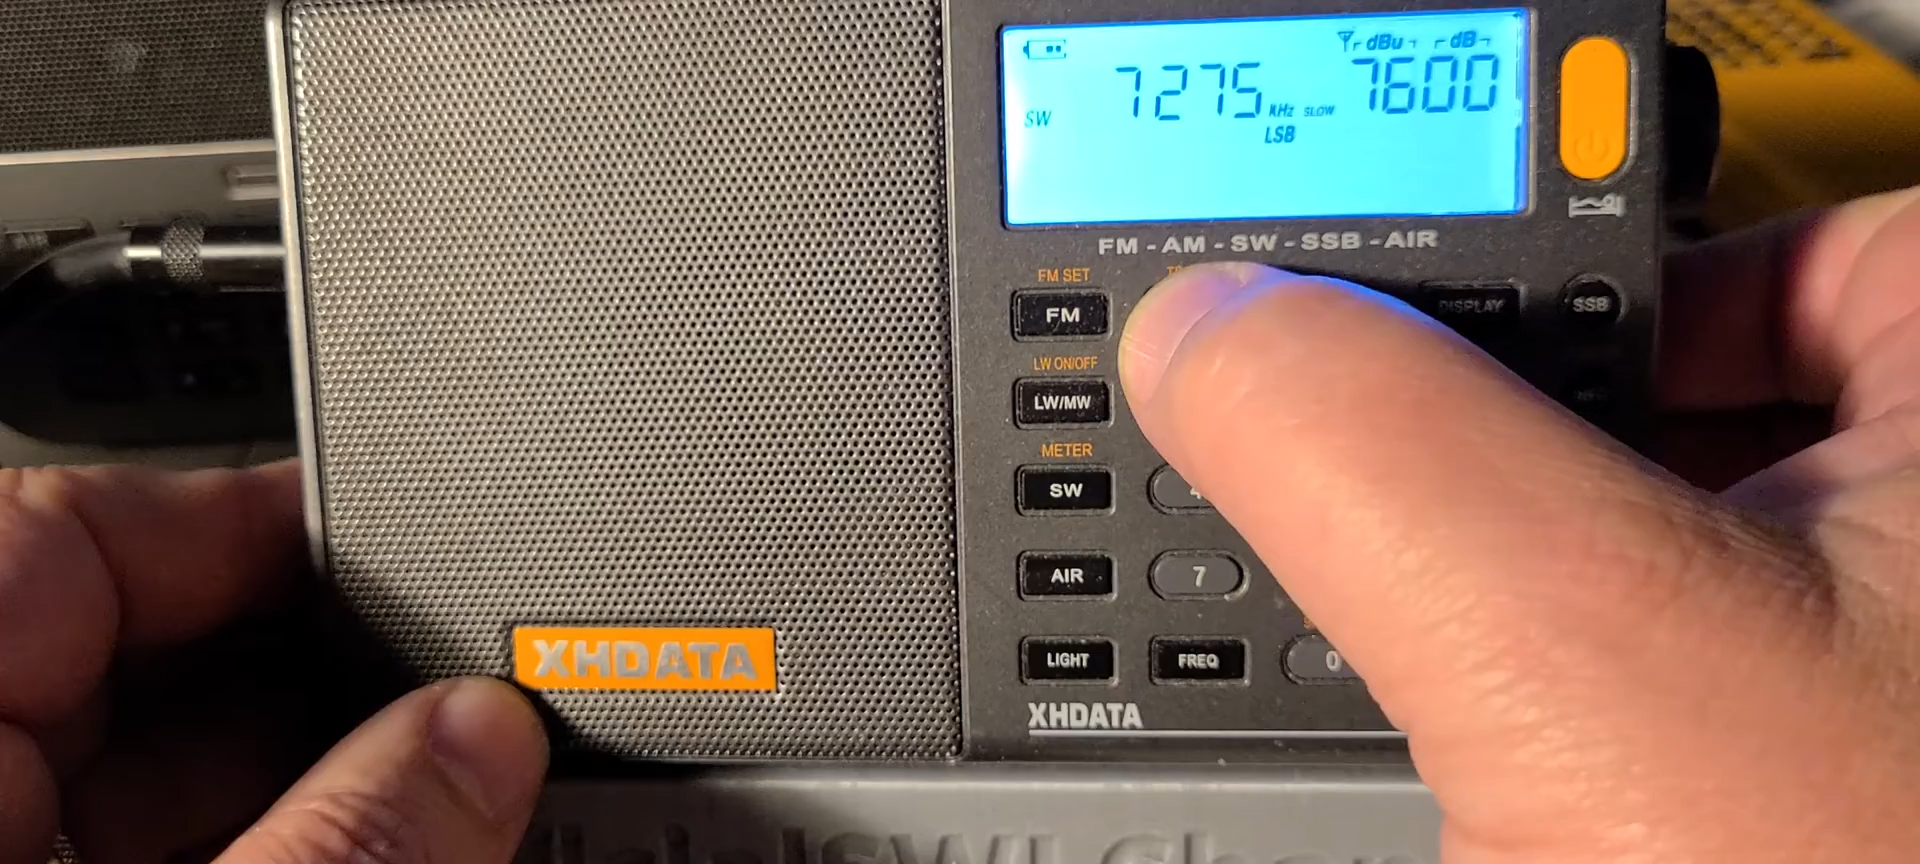 dBu dB
7275 KHz SLOW 7600
SW
LSB
FM - AM - SW - SSB - AIR
FM SET
FM
DISPLAY
SSB
LW ON/OFF
LW/MW
METER
SW
4
AIR
7
XHDATA
LIGHT
FREQ
0
XHDATA